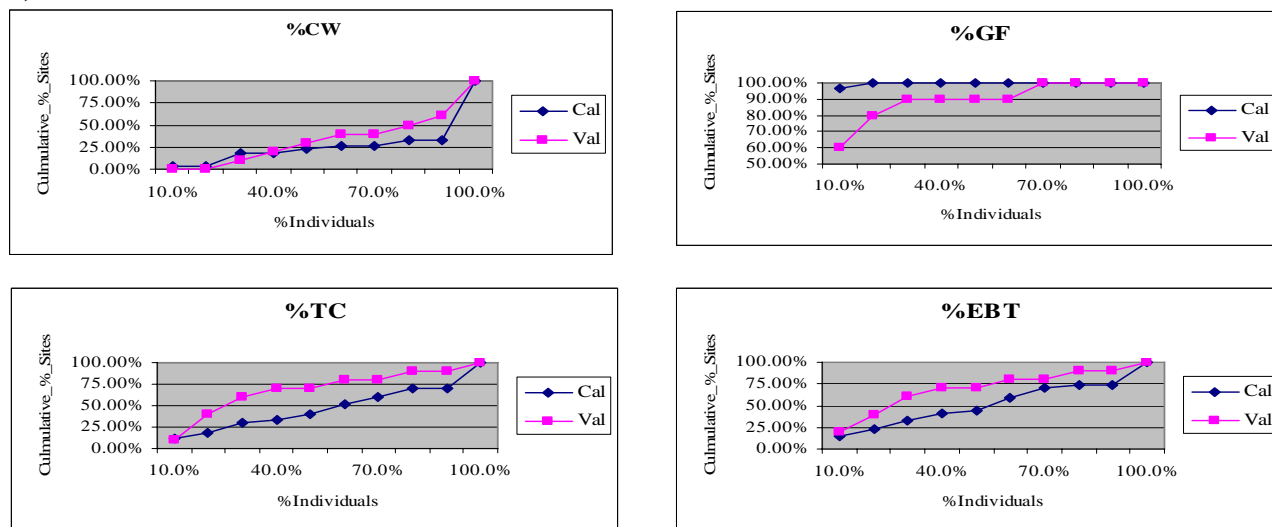 %CW
100.00%
75.00%
50.00%
25.00%
0.00%
Culmulative_%_Sites
10.0% 40.0% 70.0% 100.0%
%Individuals
Cal
Val
%GF
100.00%
90.00%
80.00%
70.00%
60.00%
50.00%
Culmulative_%_Sites
10.0% 40.0% 70.0% 100.0%
%Individuals
Cal
Val
%TC
100.00%
75.00%
50.00%
25.00%
0.00%
Culmulative_%_Sites
10.0% 40.0% 70.0% 100.0%
%Individuals
Cal
Val
%EBT
100.00%
75.00%
50.00%
25.00%
0.00%
Culmulative_%_Sites
10.0% 40.0% 70.0% 100.0%
%Individuals
Cal
Val